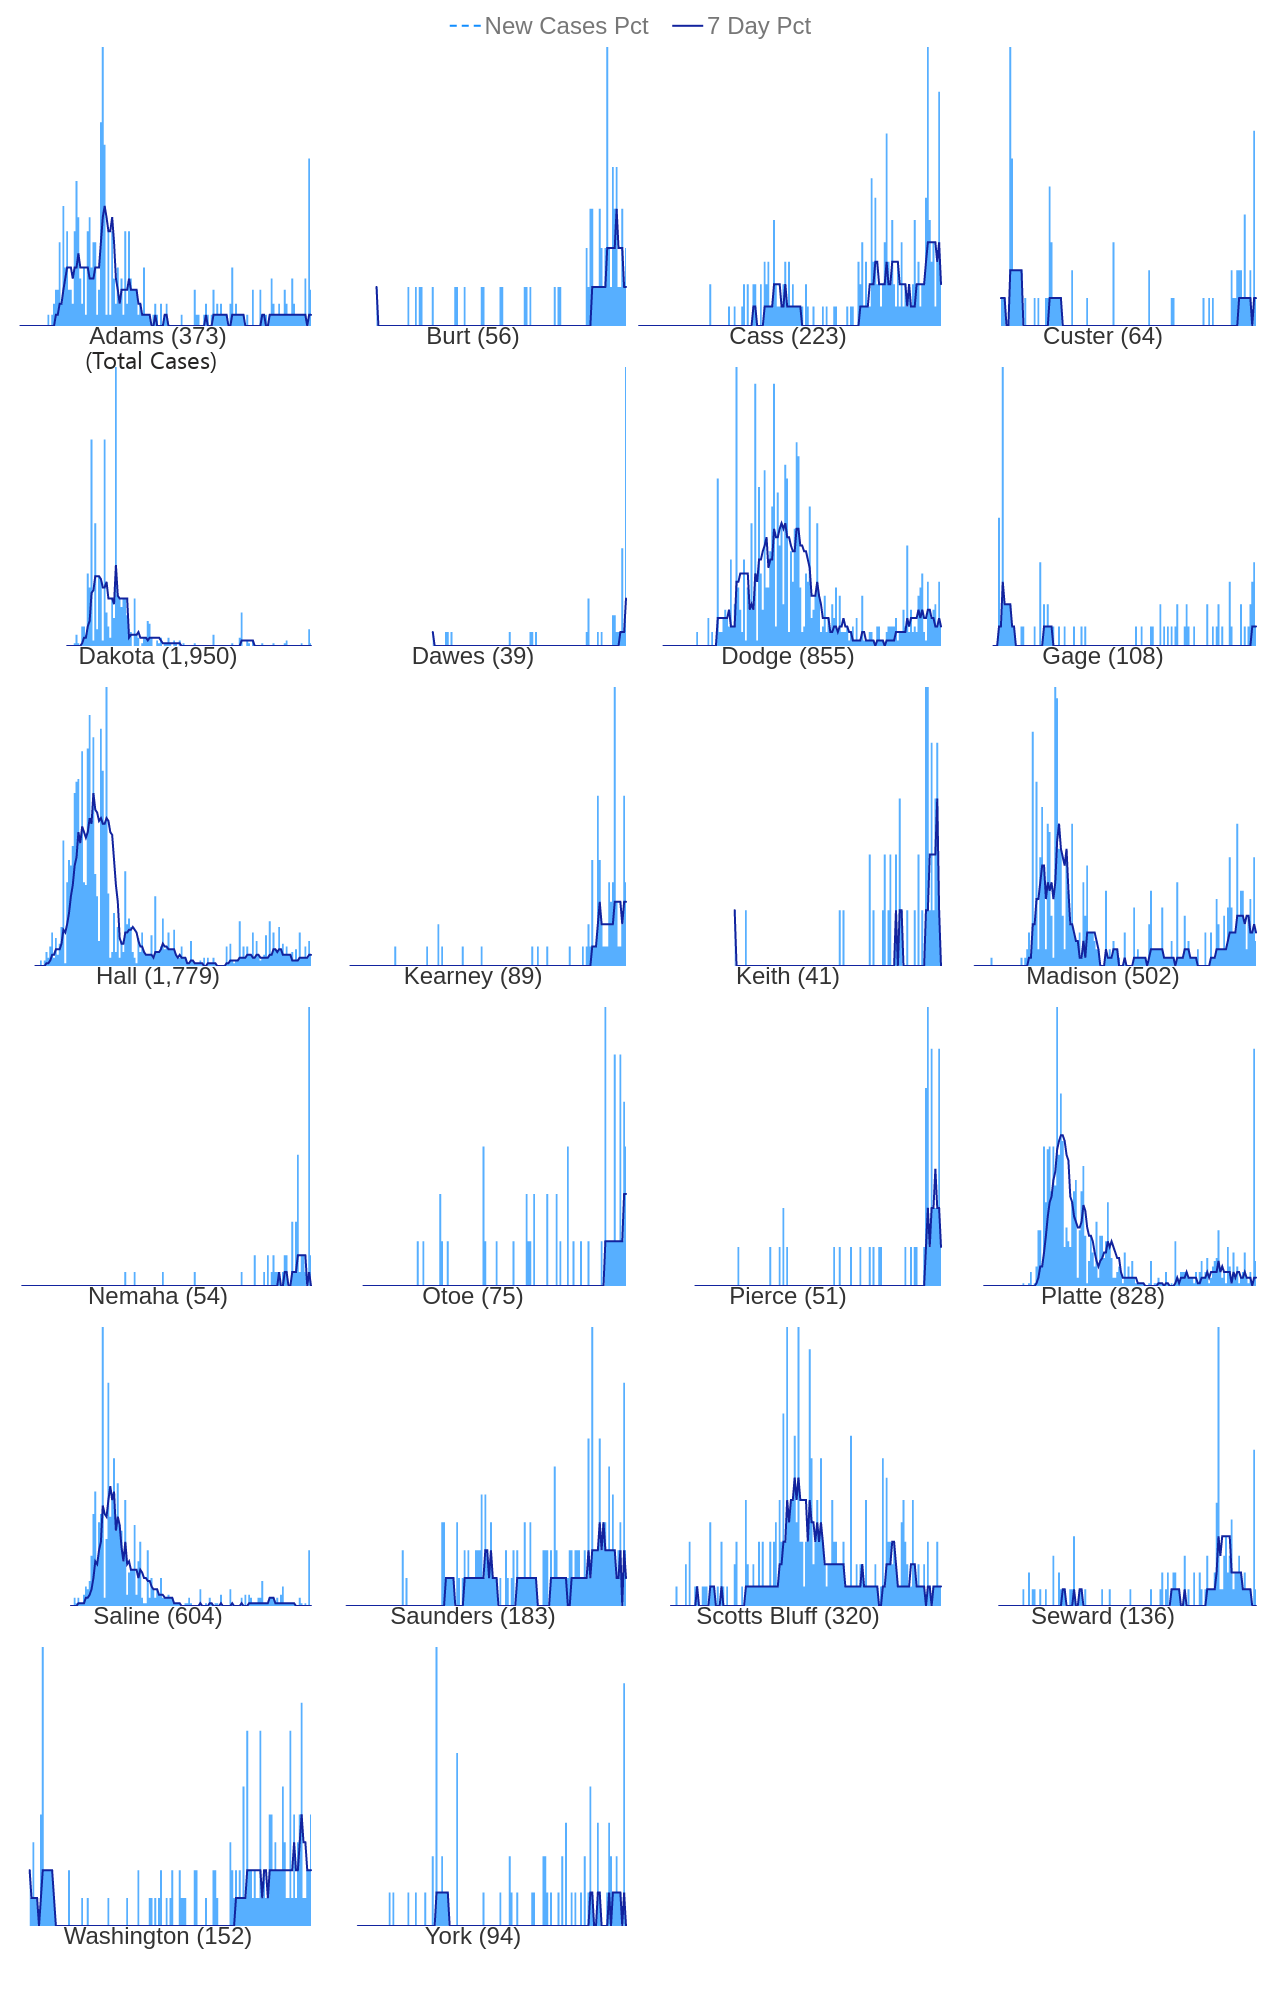 New Cases Pct 7 Day Pct
Adams (373) Burt (56) Cass (223) Custer (64)
(Total Cases)
Dakota (1,950) Dawes (39) Dodge (855) Gage (108)
Hall (1,779) Kearney (89) Keith (41) Madison (502)
Nemaha (54) Otoe (75) Pierce (51) Platte (828)
Saline (604) Saunders (183) Scotts Bluff (320) Seward (136)
Washington (152) York (94)